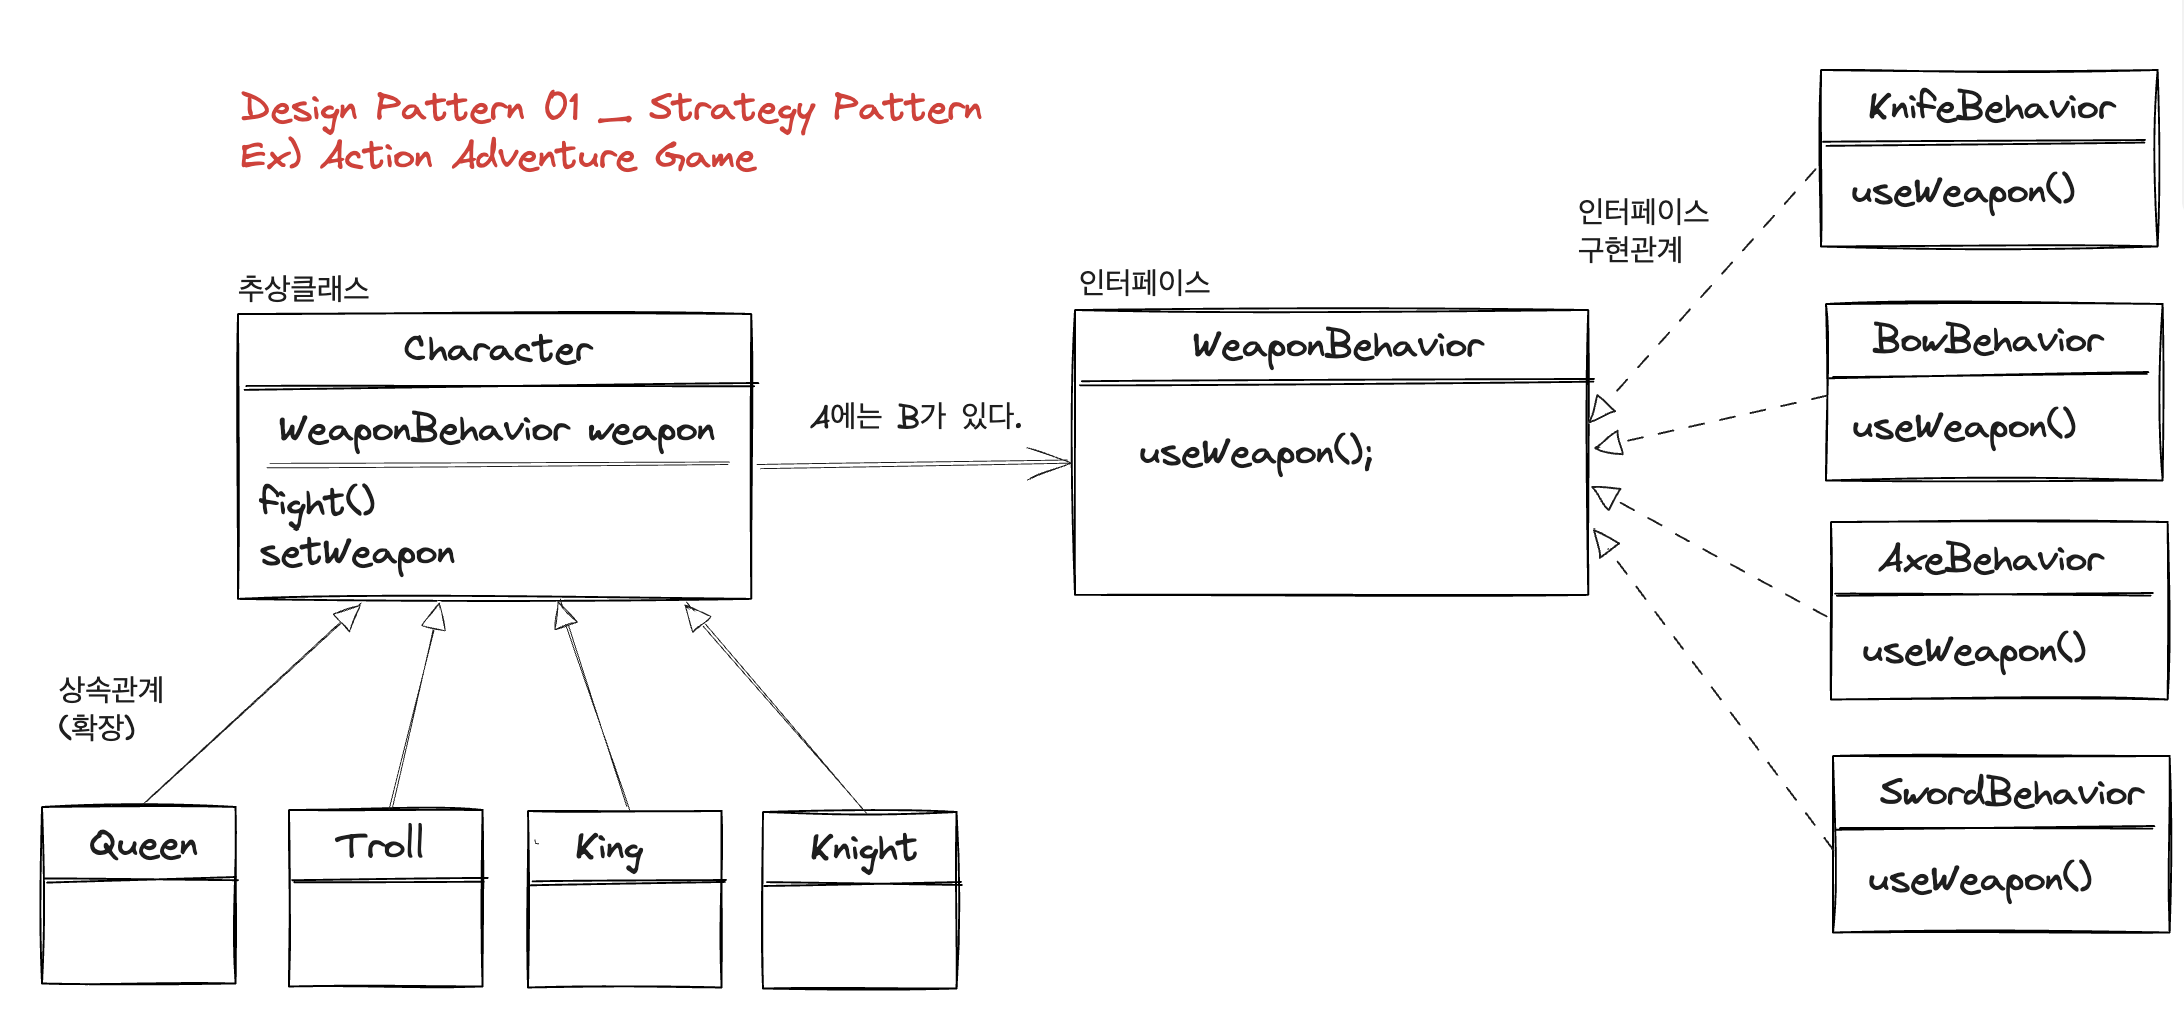 Design Pattern 01 _ Strategy Pattern
Ex) Action Adventure Game
추상클래스
Character
WeaponBehavior weapon
fight()
setWeapon
A에는 B가 있다.
인터페이스
WeaponBehavior
useWeapon();
인터페이스
구현관계
KnifeBehavior
useWeapon()
BowBehavior
useWeapon()
AxeBehavior
useWeapon()
SwordBehavior
useWeapon()
상속관계
(확장)
Queen
Troll
King
Knight